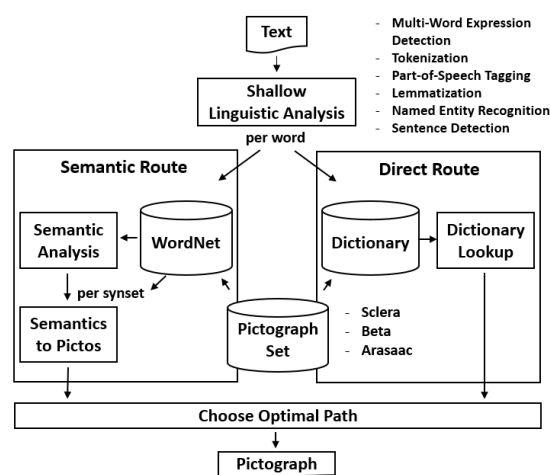 Text
- Multi-Word Expression
Detection
- Tokenization
- Part-of-Speech Tagging
- Lemmatization
- Named Entity Recognition
- Sentence Detection
Shallow
Linguistic Analysis
per word
Semantic Route
Semantic
Analysis
WordNet
per synset
Semantics
to Pictos
Direct Route
Dictionary
Dictionary
Lookup
Pictograph
Set
- Sclera
- Beta
- Arasaac
Choose Optimal Path
Pictograph